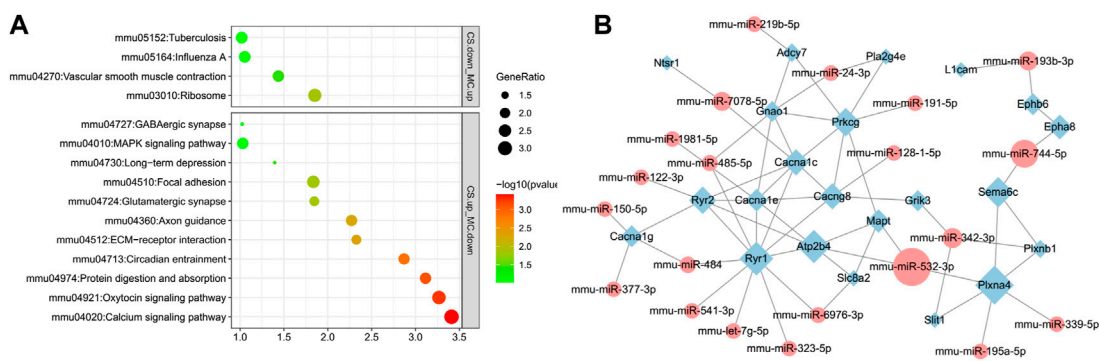 A
mmu05152:Tuberculosis
mmu05164:Influenza A
mmu04270:Vascular smooth muscle contraction
mmu03010:Ribosome
mmu04727:GABAergic synapse
mmu04010:MAPK signaling pathway
mmu04730:Long-term depression
mmu04510:Focal adhesion
mmu04724:Glutamatergic synapse
mmu04360:Axon guidance
mmu04512:ECM-receptor interaction
mmu04713:Circadian entrainment
mmu04974:Protein digestion and absorption
mmu04921:Oxytocin signaling pathway
mmu04020:Calcium signaling pathway
1.0 1.5 2.0 2.5 3.0 3.5
CS.down_MC.up
CS.up_MC.down
GeneRatio
1.5
2.0
2.5
3.0
−log10(pvalue
3.0
2.5
2.0
1.5
B
mmu-miR-219b-5p
Adcy7
Pla2g4e
Ntsr1
mmu-miR-24-3p
mmu-miR-193b-3p
L1cam
mmu-miR-7078-5p
Gnao1
mmu-miR-191-5p
Prkcg
Ephb6
Epha8
mmu-miR-1981-5p
mmu-miR-485-5p
Cacna1c
mmu-miR-128-1-5p
mmu-miR-744-5p
mmu-miR-122-3p
Ryr2
Cacna1e
Cacng8
Grik3
Sema6c
mmu-miR-150-5p
Mapt
Cacna1g
Atp2b4
mmu-miR-342-3p
Plxnb1
mmu-miR-484
Ryr1
mmu-miR-532-3p
Slc8a2
Plxna4
mmu-miR-377-3p
mmu-miR-541-3p
mmu-miR-6976-3p
Slit1
mmu-miR-339-5p
mmu-let-7g-5p
mmu-miR-323-5p
mmu-miR-195a-5p